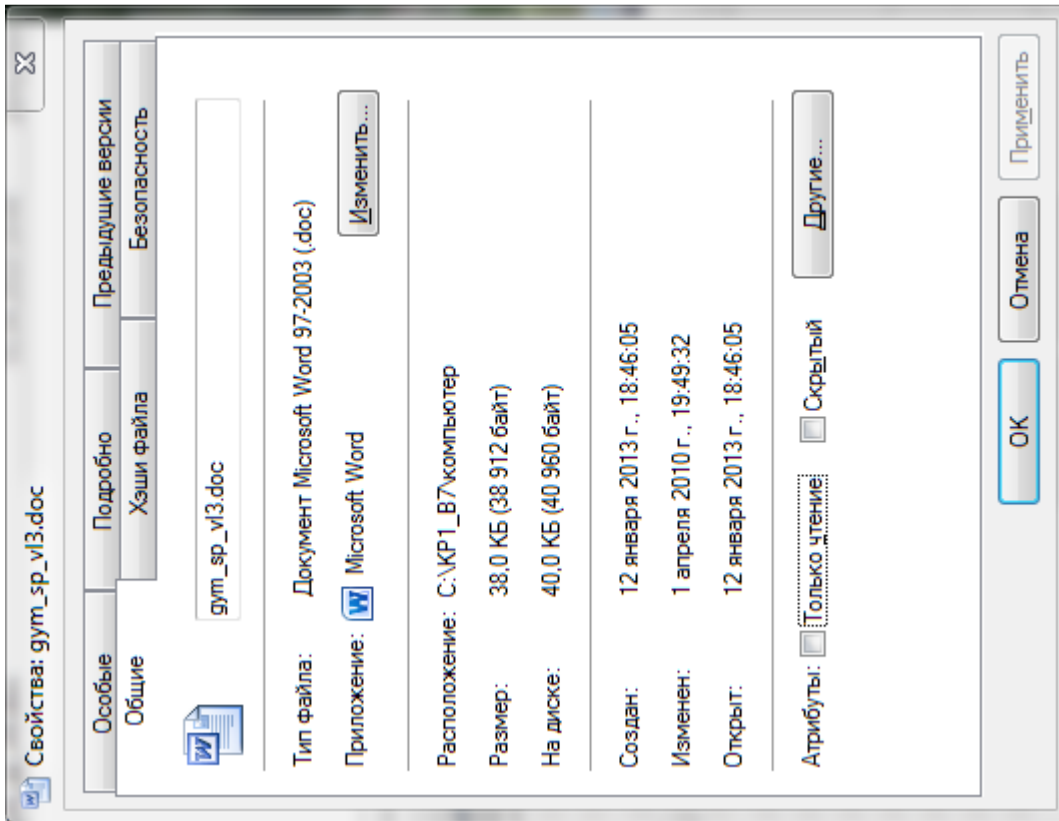 Свойства: gym_sp_vl3.doc
Особые Подробно Предыдущие версии
Общие Хэши файла Безопасность
gym_sp_vl3.doc
Тип файла: Документ Microsoft Word 97-2003 (.doc)
Приложение: Microsoft Word Изменить...
Расположение: C:\КР1_В7\компьютер
Размер: 38,0 КБ (38 912 байт)
На диске: 40,0 КБ (40 960 байт)
Создан: 12 января 2013 г., 18:46:05
Изменен: 1 апреля 2010 г., 19:49:32
Открыт: 12 января 2013 г., 18:46:05
Атрибуты: Только чтение Скрытый Другие...
ОК Отмена Применить